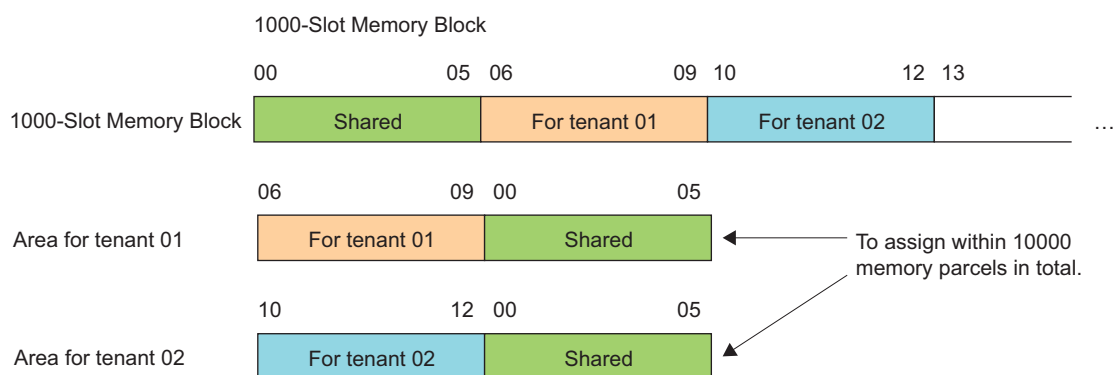 1000-Slot Memory Block
00 05 06 09 10 12 13
1000-Slot Memory Block Shared For tenant 01 For tenant 02 ...
06 09 00 05
Area for tenant 01 For tenant 01 Shared
To assign within 10000
memory parcels in total.
10 12 00 05
Area for tenant 02 For tenant 02 Shared